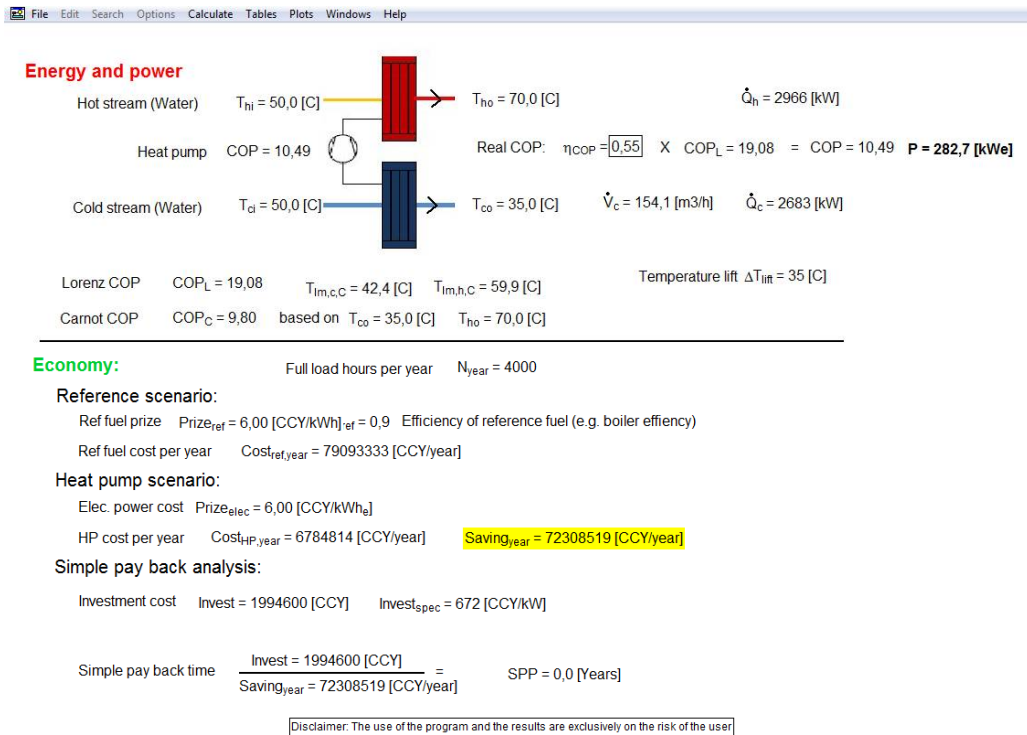 File Edit Search Options Calculate Tables Plots Windows Help
Energy and power
Hot stream (Water) Thi = 50,0 [C] Tho = 70,0 [C] Q̇h = 2966 [kW]
Heat pump COP = 10,49 Real COP: ηCOP = 0,55 X COPL = 19,08 = COP = 10,49 P = 282,7 [kWe]
Cold stream (Water) Tci = 50,0 [C] Tco = 35,0 [C] V̇c = 154,1 [m3/h] Q̇c = 2683 [kW]
Lorenz COP COPL = 19,08 Tlm,c,C = 42,4 [C] Tlm,h,C = 59,9 [C] Temperature lift ΔTlift = 35 [C]
Carnot COP COPC = 9,80 based on Tco = 35,0 [C] Tho = 70,0 [C]
Economy: Full load hours per year Nyear = 4000
Reference scenario:
Ref fuel prize Prizeref = 6,00 [CCY/kWh] ref = 0,9 Efficiency of reference fuel (e.g. boiler effiency)
Ref fuel cost per year Costref,year = 79093333 [CCY/year]
Heat pump scenario:
Elec. power cost Prizeelec = 6,00 [CCY/kWhe]
HP cost per year CostHP,year = 6784814 [CCY/year] Savingyear = 72308519 [CCY/year]
Simple pay back analysis:
Investment cost Invest = 1994600 [CCY] Investspec = 672 [CCY/kW]
Simple pay back time Invest = 1994600 [CCY] = SPP = 0,0 [Years]
Savingyear = 72308519 [CCY/year]
Disclaimer: The use of the program and the results are exclusively on the risk of the user